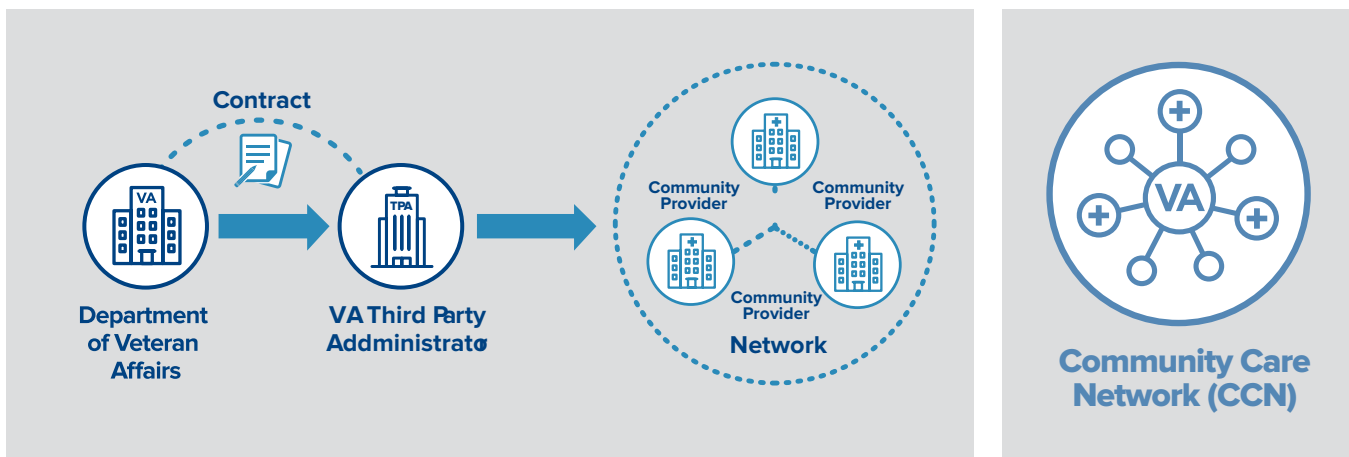 Contract
VA
Department
of Veteran
Affairs
TPA
VA Third Party
Addministrator
Community
Provider
Community
Provider
Community
Provider
Network
VA
Community Care
Network (CCN)